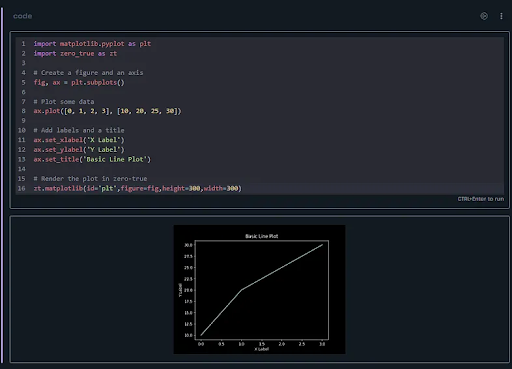 code
1 import matplotlib.pyplot as plt
2 import zero_true as zt
3
4 # Create a figure and an axis
5 fig, ax = plt.subplots()
6
7 # Plot some data
8 ax.plot([0, 1, 2, 3], [10, 20, 25, 30])
9
10 # Add labels and a title
11 ax.set_xlabel('X Label')
12 ax.set_ylabel('Y Label')
13 ax.set_title('Basic Line Plot')
14
15 # Render the plot in zero-true
16 zt.matplotlib(id='plt',figure=fig,height=300,width=300)
CTRL+Enter to run
Basic Line Plot
30.0
27.5
25.0
22.5
20.0
17.5
15.0
12.5
10.0
Y Label
0.0 0.5 1.0 1.5 2.0 2.5 3.0
X Label